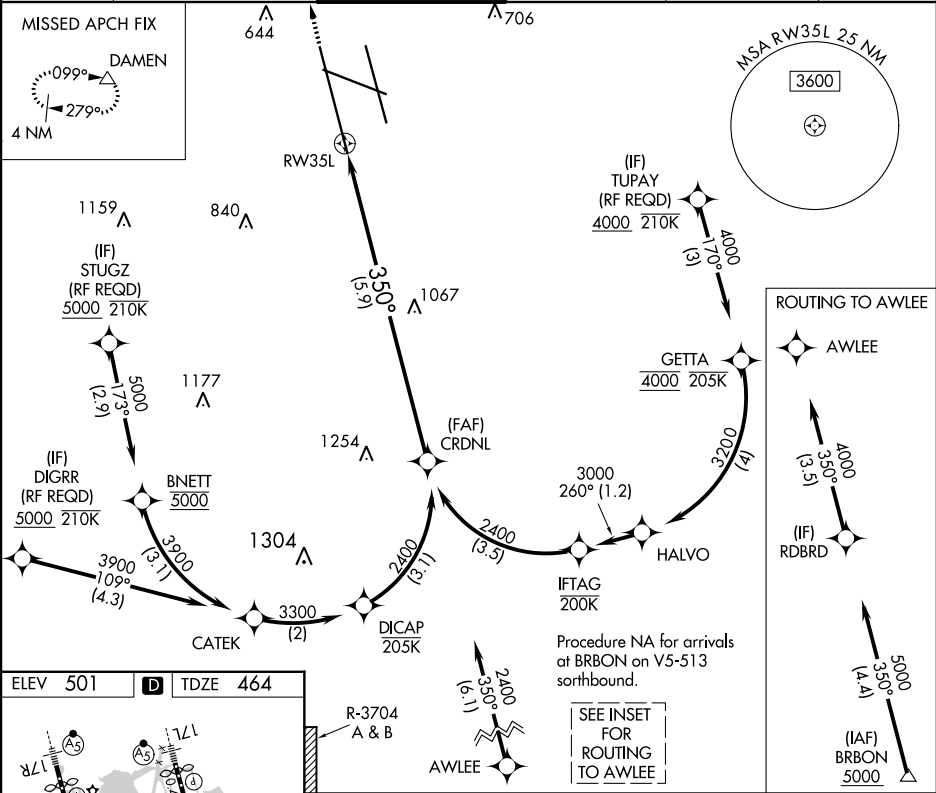 MISSED APCH FIX
DAMEN
099°
279°
4 NM
644
706
MSA RW35L 25 NM
3600
RW35L
(IF)
TUPAY
(RF REQD)
4000 210K
4000
170°
(3)
1159
840
(IF)
STUGZ
(RF REQD)
5000 210K
350°
(5.9)
1067
ROUTING TO AWLEE
AWLEE
GETTA
4000 205K
5000
173°
(2.9)
1177
(FAF)
CRDNL
1254
3200
(4)
4000
350°
(3.5)
(IF)
DIGRR
(RF REQD)
5000 210K
BNETT
5000
3000
260° (1.2)
2400
(3.5)
HALVO
(IF)
RDBRD
3900
(3.1)
1304
2400
(3.1)
IFTAG
200K
3900
109°
(4.3)
3300
(2)
CATEK
DICAP
205K
Procedure NA for arrivals
at BRBON on V5-513
sorthbound.
2400
350°
(6.1)
5000
350°
(4.4)
ELEV 501
D
TDZE 464
R-3704
A & B
SEE INSET
FOR
ROUTING
TO AWLEE
AWLEE
(IAF)
BRBON
5000
17R
A5
A5
17L
P